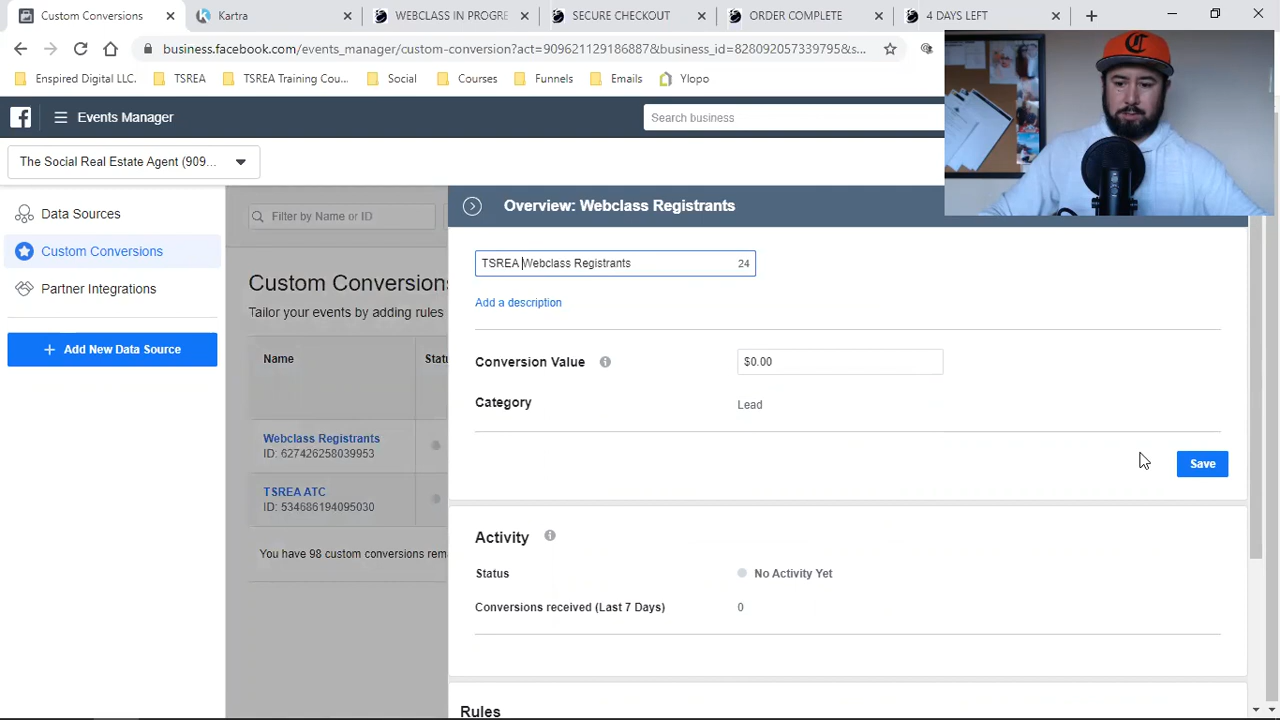 Custom Conversions
Kartra
WEBCLASS IN PROGRE
SECURE CHECKOUT
ORDER COMPLETE
4 DAYS LEFT
business.facebook.com/events_manager/custom-conversion?act=909621129186887&business_id=828092057339795&s...
Enspired Digital LLC.
TSREA
TSREA Training Cou...
Social
Courses
Funnels
Emails
Ylopo
Events Manager
Search business
The Social Real Estate Agent (909...
Data Sources
Custom Conversions
Partner Integrations
+ Add New Data Source
Filter by Name or ID
Custom Conversions
Tailor your events by adding rules
Name
Statu
Webclass Registrants
ID: 627426258039953
TSREA ATC
ID: 534686194095030
You have 98 custom conversions rem
Overview: Webclass Registrants
TSREA Webclass Registrants
24
Add a description
Conversion Value
$0.00
Category
Lead
Save
Activity
Status
No Activity Yet
Conversions received (Last 7 Days)
0
Rules